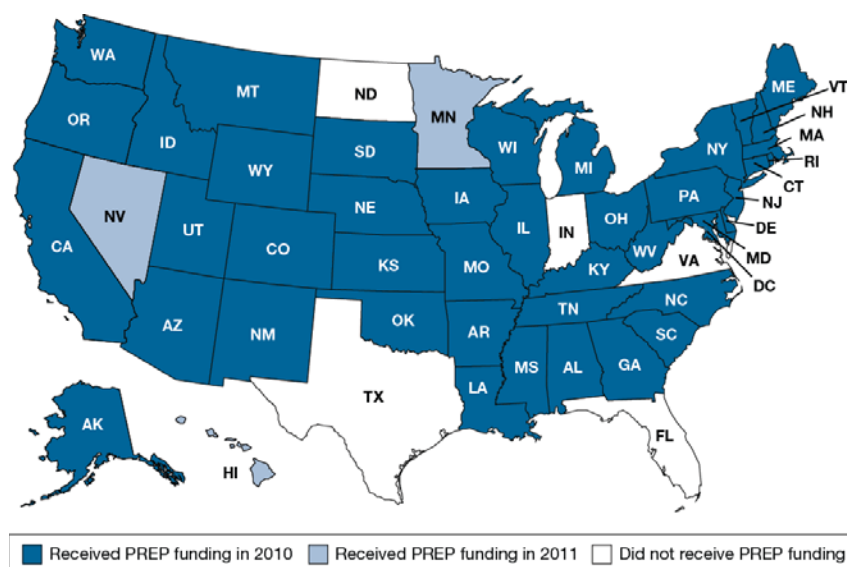 WA
MT
ND
MN
ME
VT
NH
OR
ID
SD
WI
NY
MA
RI
WY
MI
CT
NV
NE
IA
PA
NJ
CA
UT
CO
IL
IN
OH
DE
WV
VA
MD
KS
MO
KY
DC
AZ
NM
OK
AR
TN
NC
SC
TX
LA
MS
AL
GA
AK
FL
HI
Received PREP funding in 2010 Received PREP funding in 2011 Did not receive PREP funding